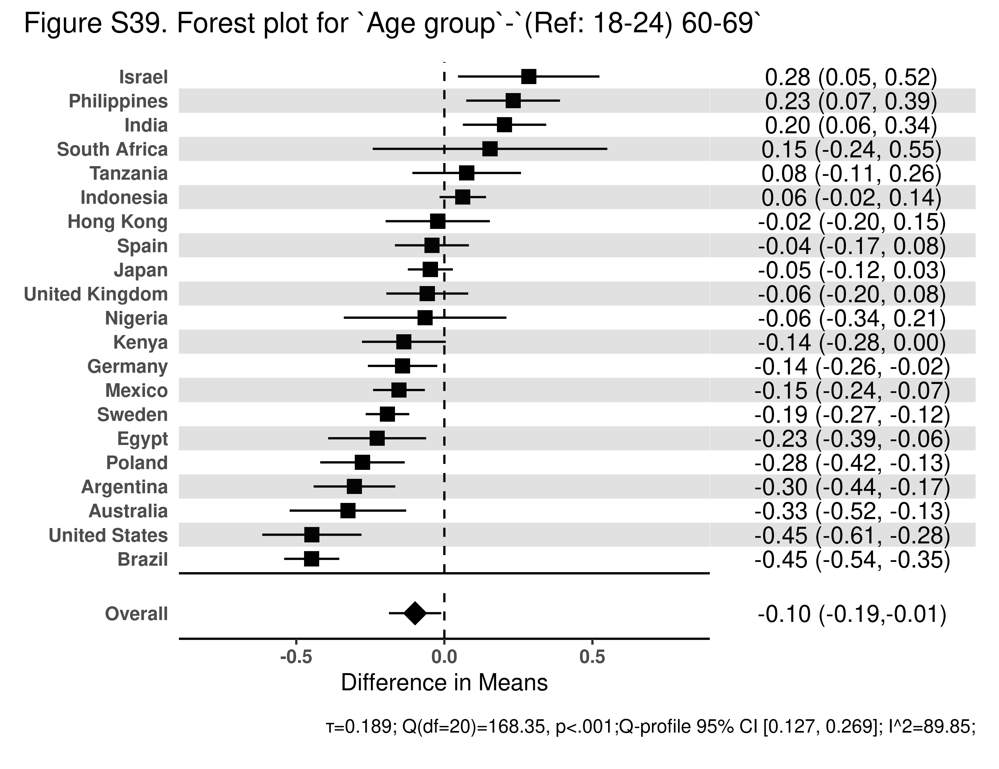 Figure S39. Forest plot for `Age group`-`(Ref: 18-24) 60-69`
Israel 0.28 (0.05, 0.52)
Philippines 0.23 (0.07, 0.39)
India 0.20 (0.06, 0.34)
South Africa 0.15 (-0.24, 0.55)
Tanzania 0.08 (-0.11, 0.26)
Indonesia 0.06 (-0.02, 0.14)
Hong Kong -0.02 (-0.20, 0.15)
Spain -0.04 (-0.17, 0.08)
Japan -0.05 (-0.12, 0.03)
United Kingdom -0.06 (-0.20, 0.08)
Nigeria -0.06 (-0.34, 0.21)
Kenya -0.14 (-0.28, 0.00)
Germany -0.14 (-0.26, -0.02)
Mexico -0.15 (-0.24, -0.07)
Sweden -0.19 (-0.27, -0.12)
Egypt -0.23 (-0.39, -0.06)
Poland -0.28 (-0.42, -0.13)
Argentina -0.30 (-0.44, -0.17)
Australia -0.33 (-0.52, -0.13)
United States -0.45 (-0.61, -0.28)
Brazil -0.45 (-0.54, -0.35)
Overall -0.10 (-0.19,-0.01)
-0.5 0.0 0.5
Difference in Means
τ=0.189; Q(df=20)=168.35, p<.001;Q-profile 95% CI [0.127, 0.269]; I^2=89.85;